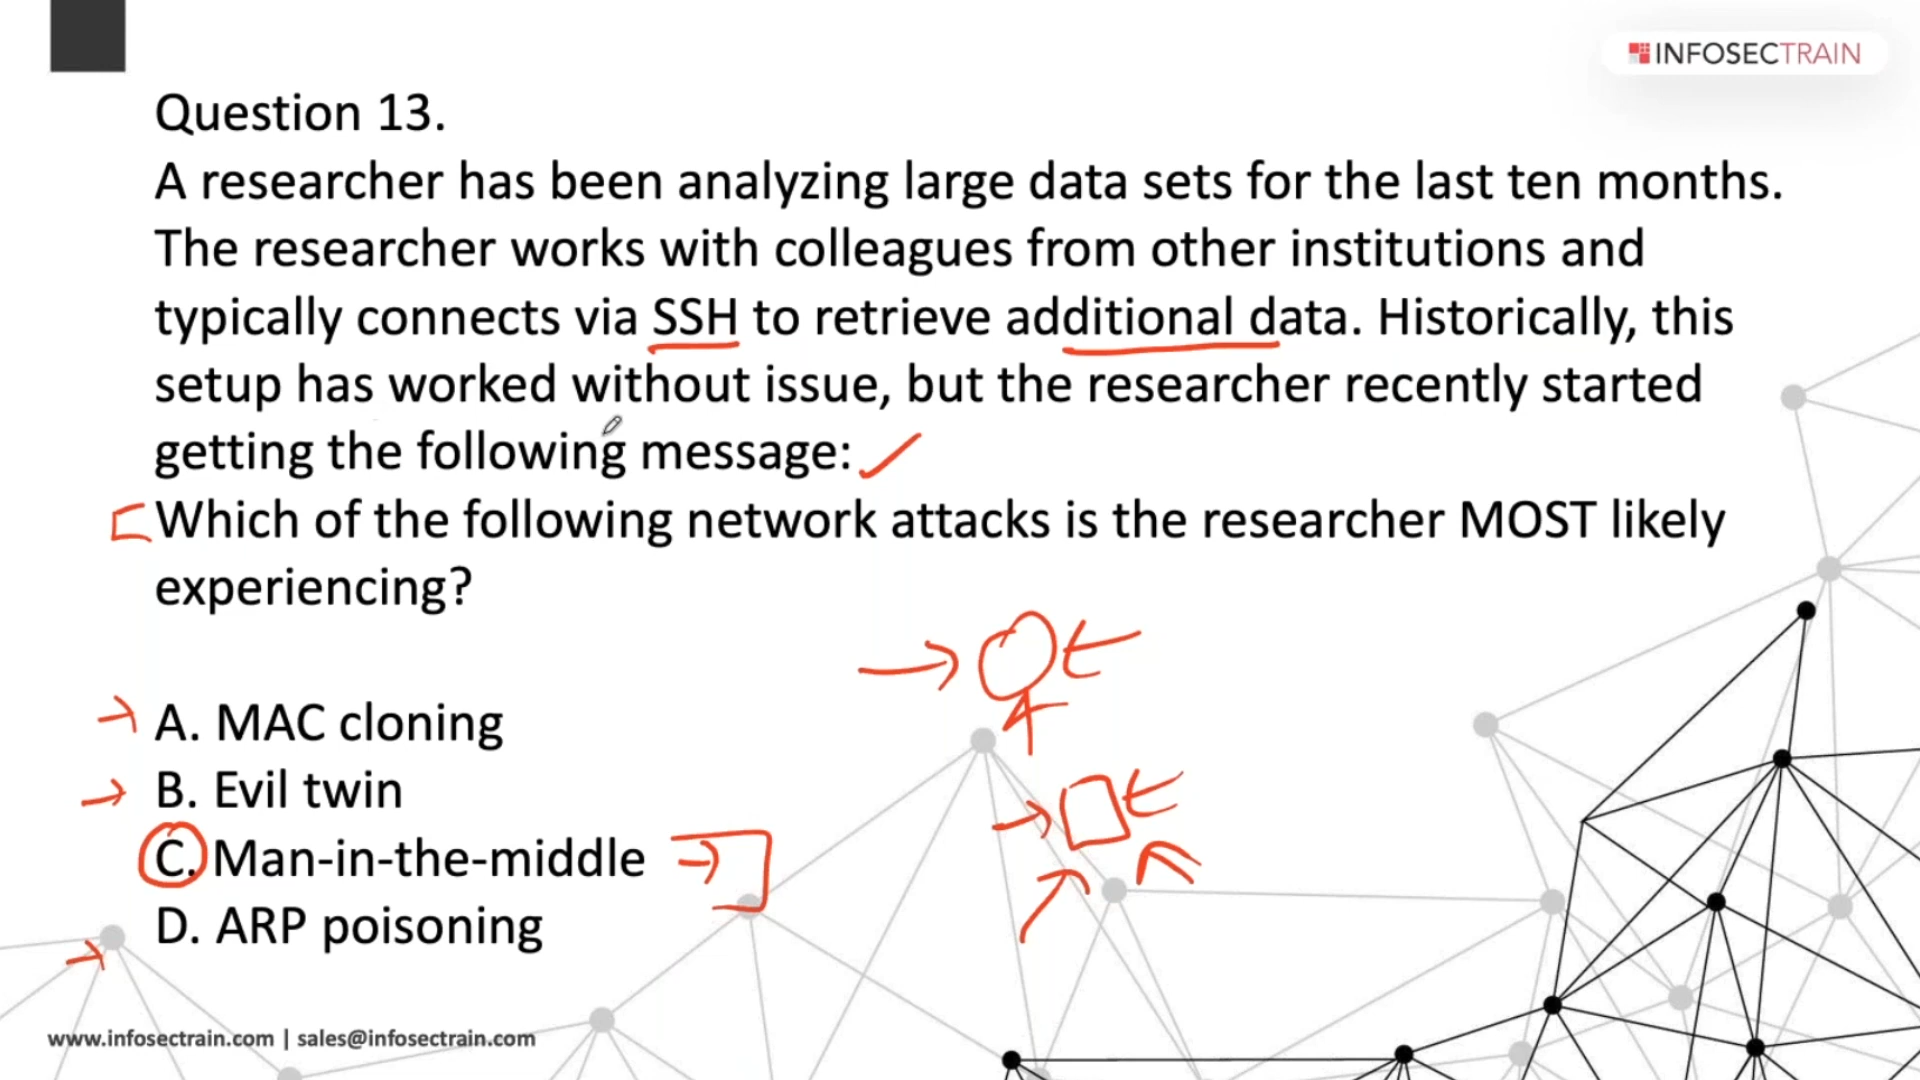 INFOSECTRAIN
Question 13.
A researcher has been analyzing large data sets for the last ten months.
The researcher works with colleagues from other institutions and
typically connects via SSH to retrieve additional data. Historically, this
setup has worked without issue, but the researcher recently started
getting the following message:
Which of the following network attacks is the researcher MOST likely
experiencing?
A. MAC cloning
B. Evil twin
C. Man-in-the-middle
D. ARP poisoning
www.infosectrain.com | sales@infosectrain.com